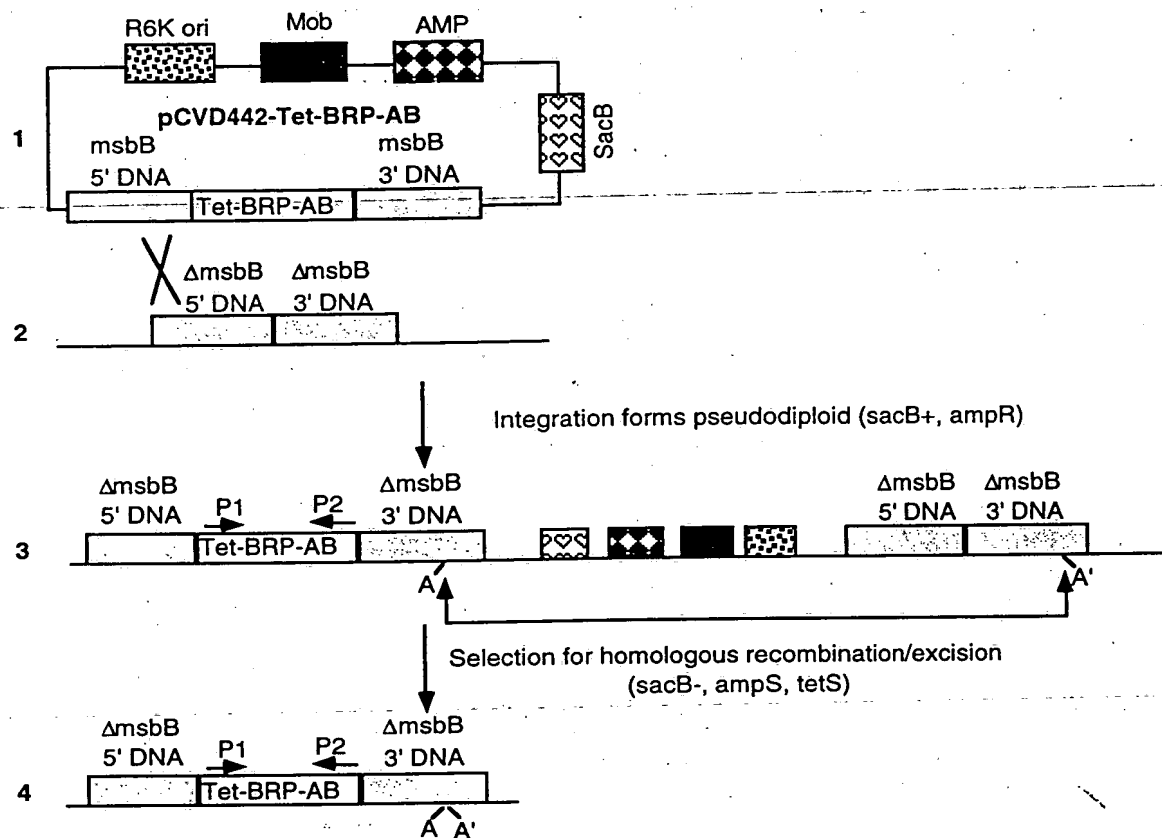 R6K ori Mob AMP
pCVD442-Tet-BRP-AB
SacB
1
msbB msbB
5' DNA 3' DNA
Tet-BRP-AB
ΔmsbB ΔmsbB
5' DNA 3' DNA
2
Integration forms pseudodiploid (sacB+, ampR)
ΔmsbB ΔmsbB ΔmsbB ΔmsbB
5' DNA P1 P2 3' DNA 5' DNA 3' DNA
3 Tet-BRP-AB
A A'
Selection for homologous recombination/excision
(sacB-, ampS, tetS)
ΔmsbB ΔmsbB
5' DNA P1 P2 3' DNA
4 Tet-BRP-AB
A A'